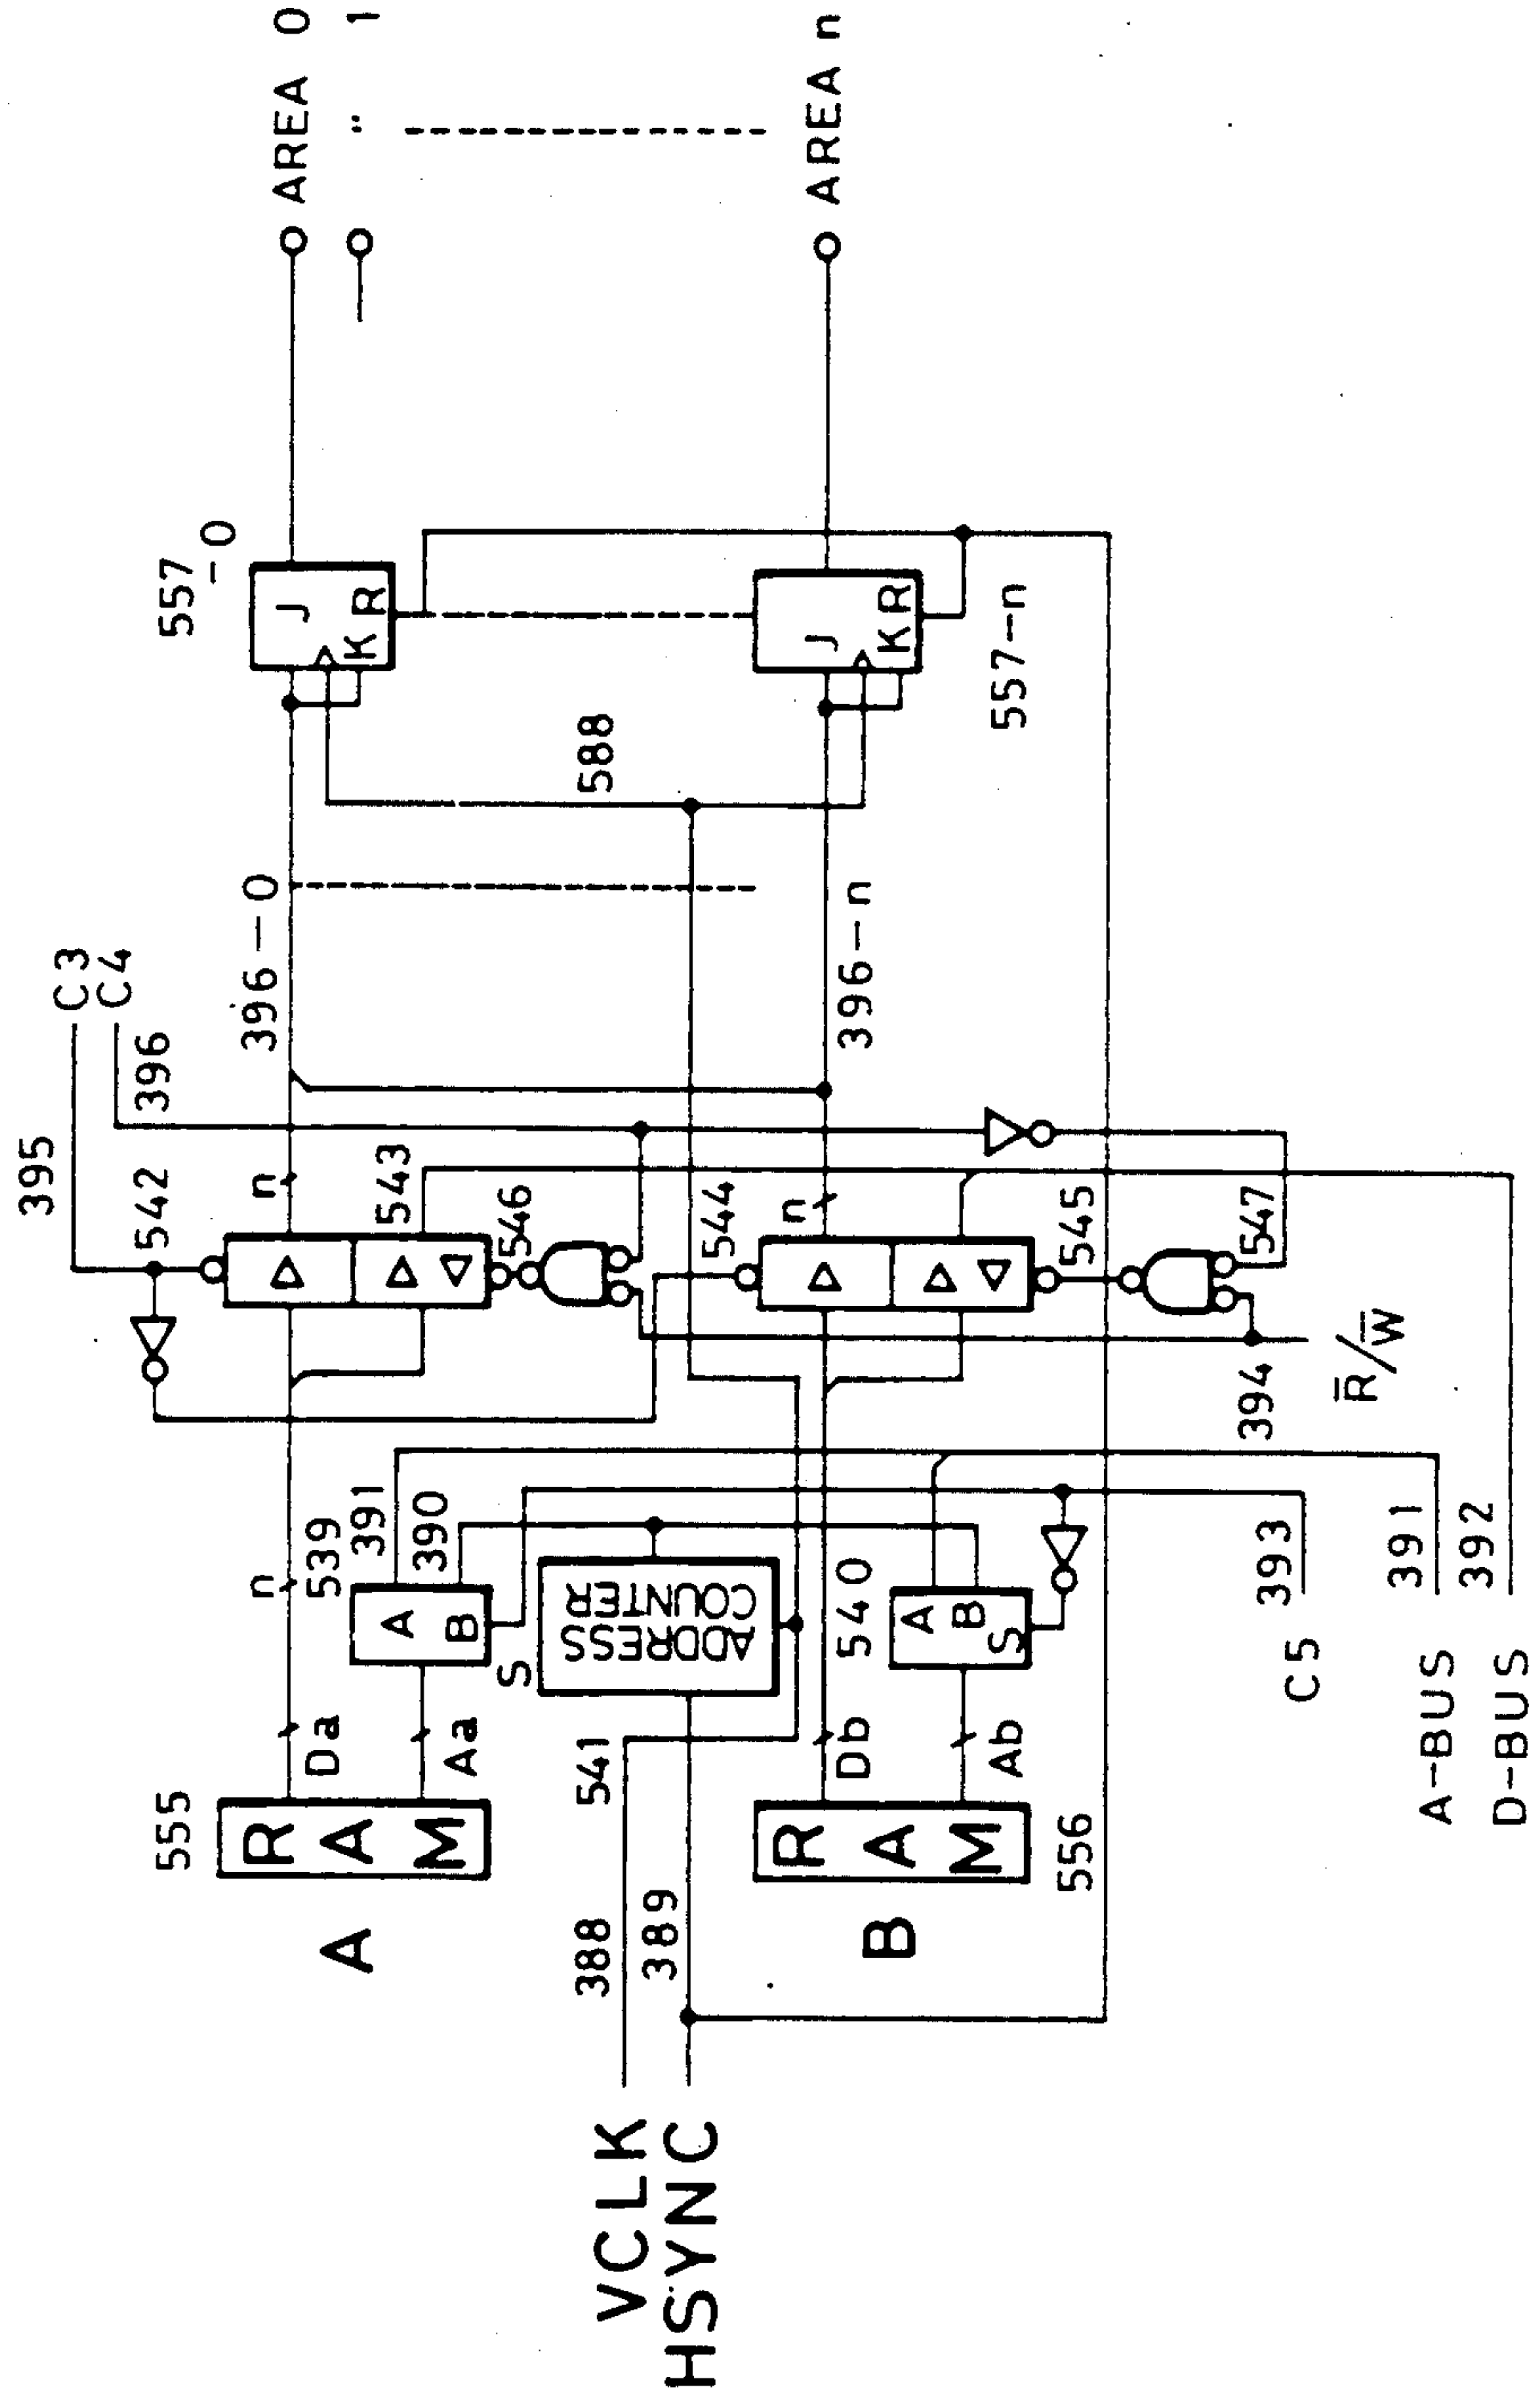 AREA 0
" 1
AREA n
557
-0
J
K
R
J
K
R
557-n
588
396-0
396-n
C3
C4
395
396
542
n
543
546
544
n
545
547
394
R̅/W̅
n
539
391
390
A
B
S
ADDRESS
COUNTER
541
540
A
B
S
393
C5
391
A-BUS
392
D-BUS
555
RAM
Da
Aa
A
Db
Ab
RAM
556
B
388
389
VCLK
HSYNC